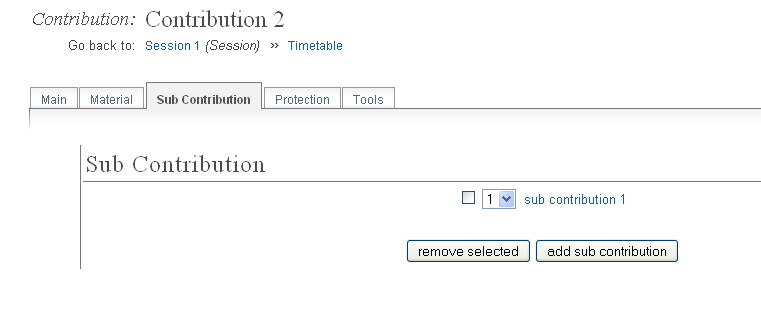 Contribution: Contribution 2
Go back to: Session 1 (Session) » Timetable
Main Material Sub Contribution Protection Tools
Sub Contribution
1 sub contribution 1
remove selected add sub contribution